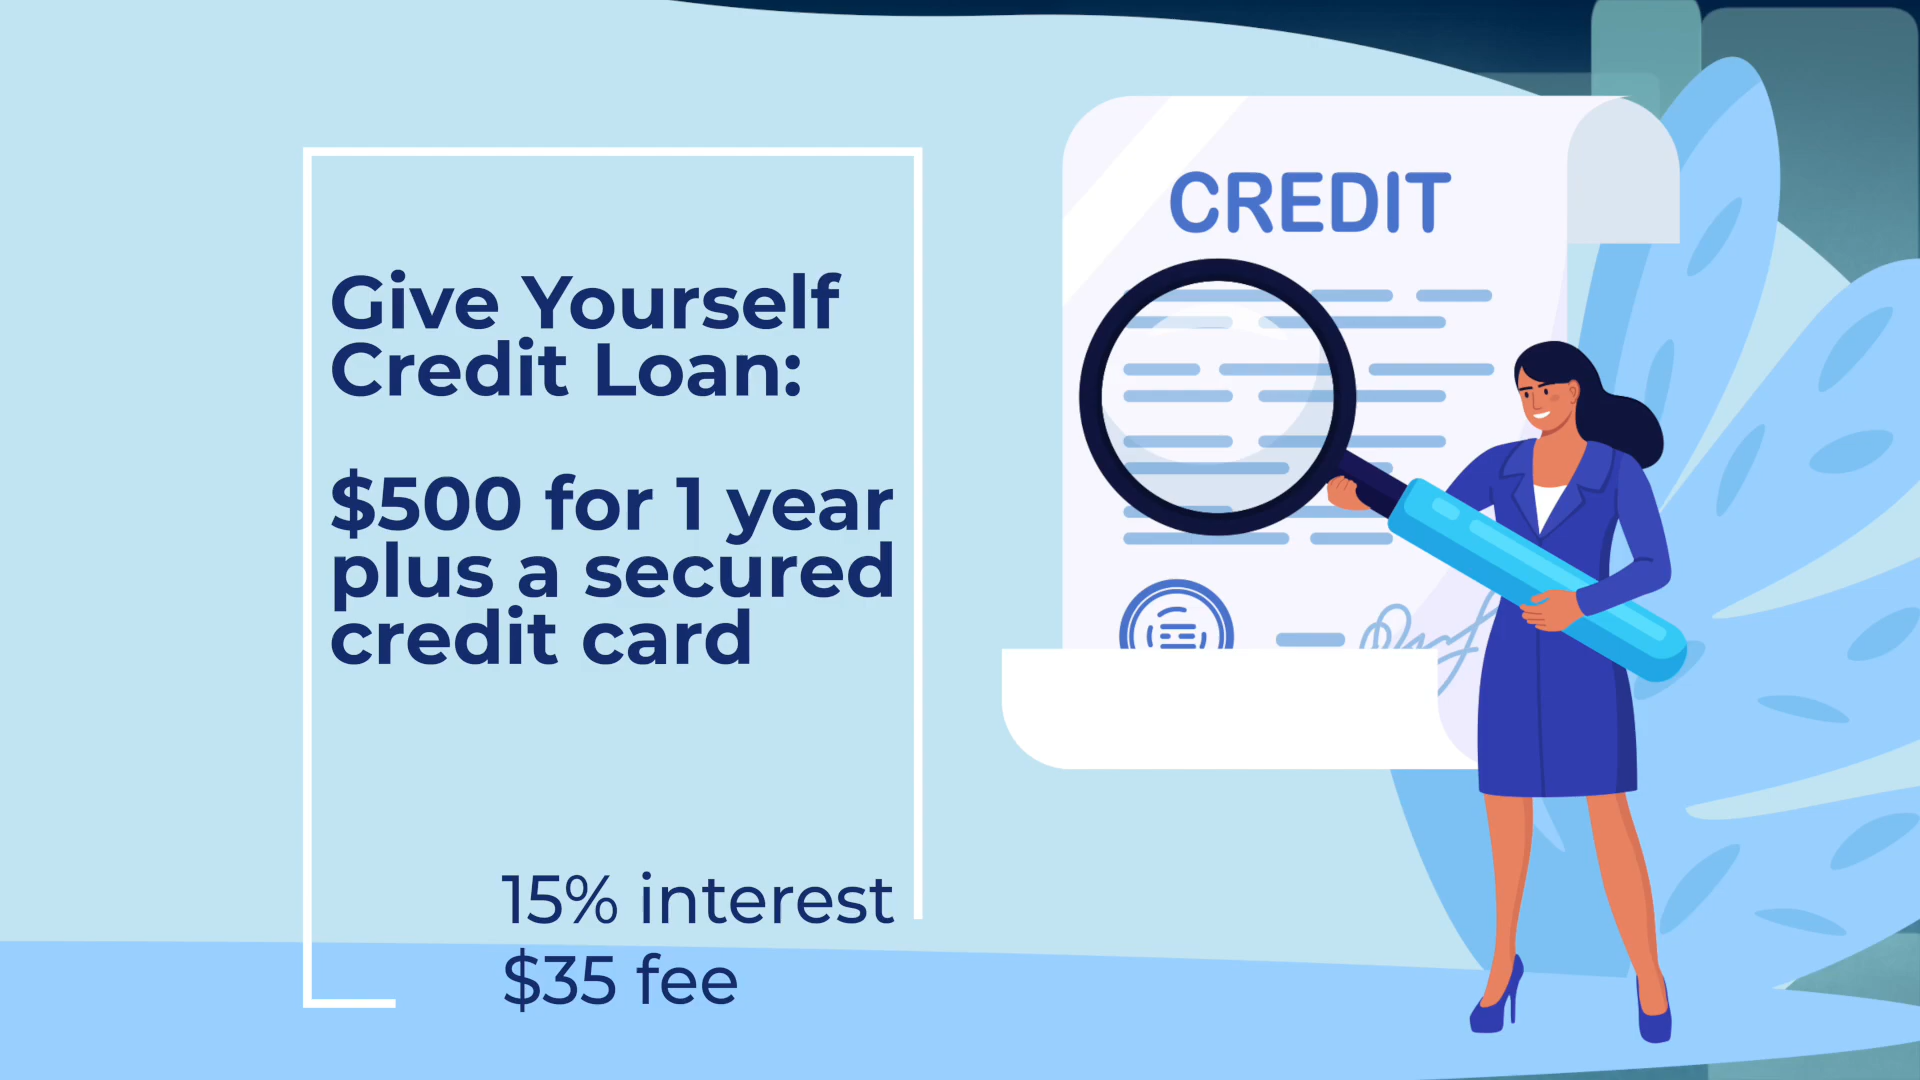 Give Yourself
Credit Loan:
$500 for 1 year
plus a secured
credit card
15% interest
$35 fee
CREDIT